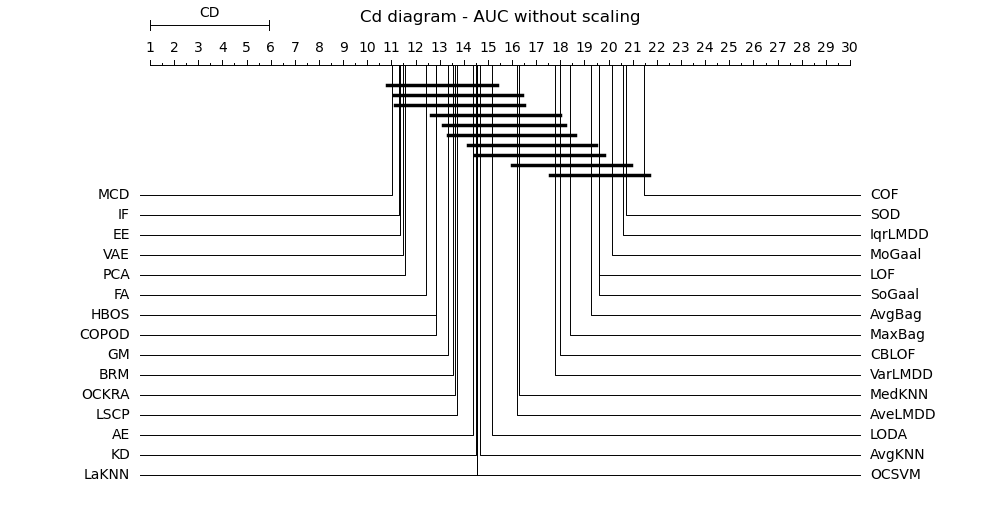 CD
Cd diagram - AUC without scaling
1 2 3 4 5 6 7 8 9 10 11 12 13 14 15 16 17 18 19 20 21 22 23 24 25 26 27 28 29 30
MCD COF
IF SOD
EE IqrLMDD
VAE MoGaal
PCA LOF
FA SoGaal
HBOS AvgBag
COPOD MaxBag
GM CBLOF
BRM VarLMDD
OCKRA MedKNN
LSCP AveLMDD
AE LODA
KD AvgKNN
LaKNN OCSVM